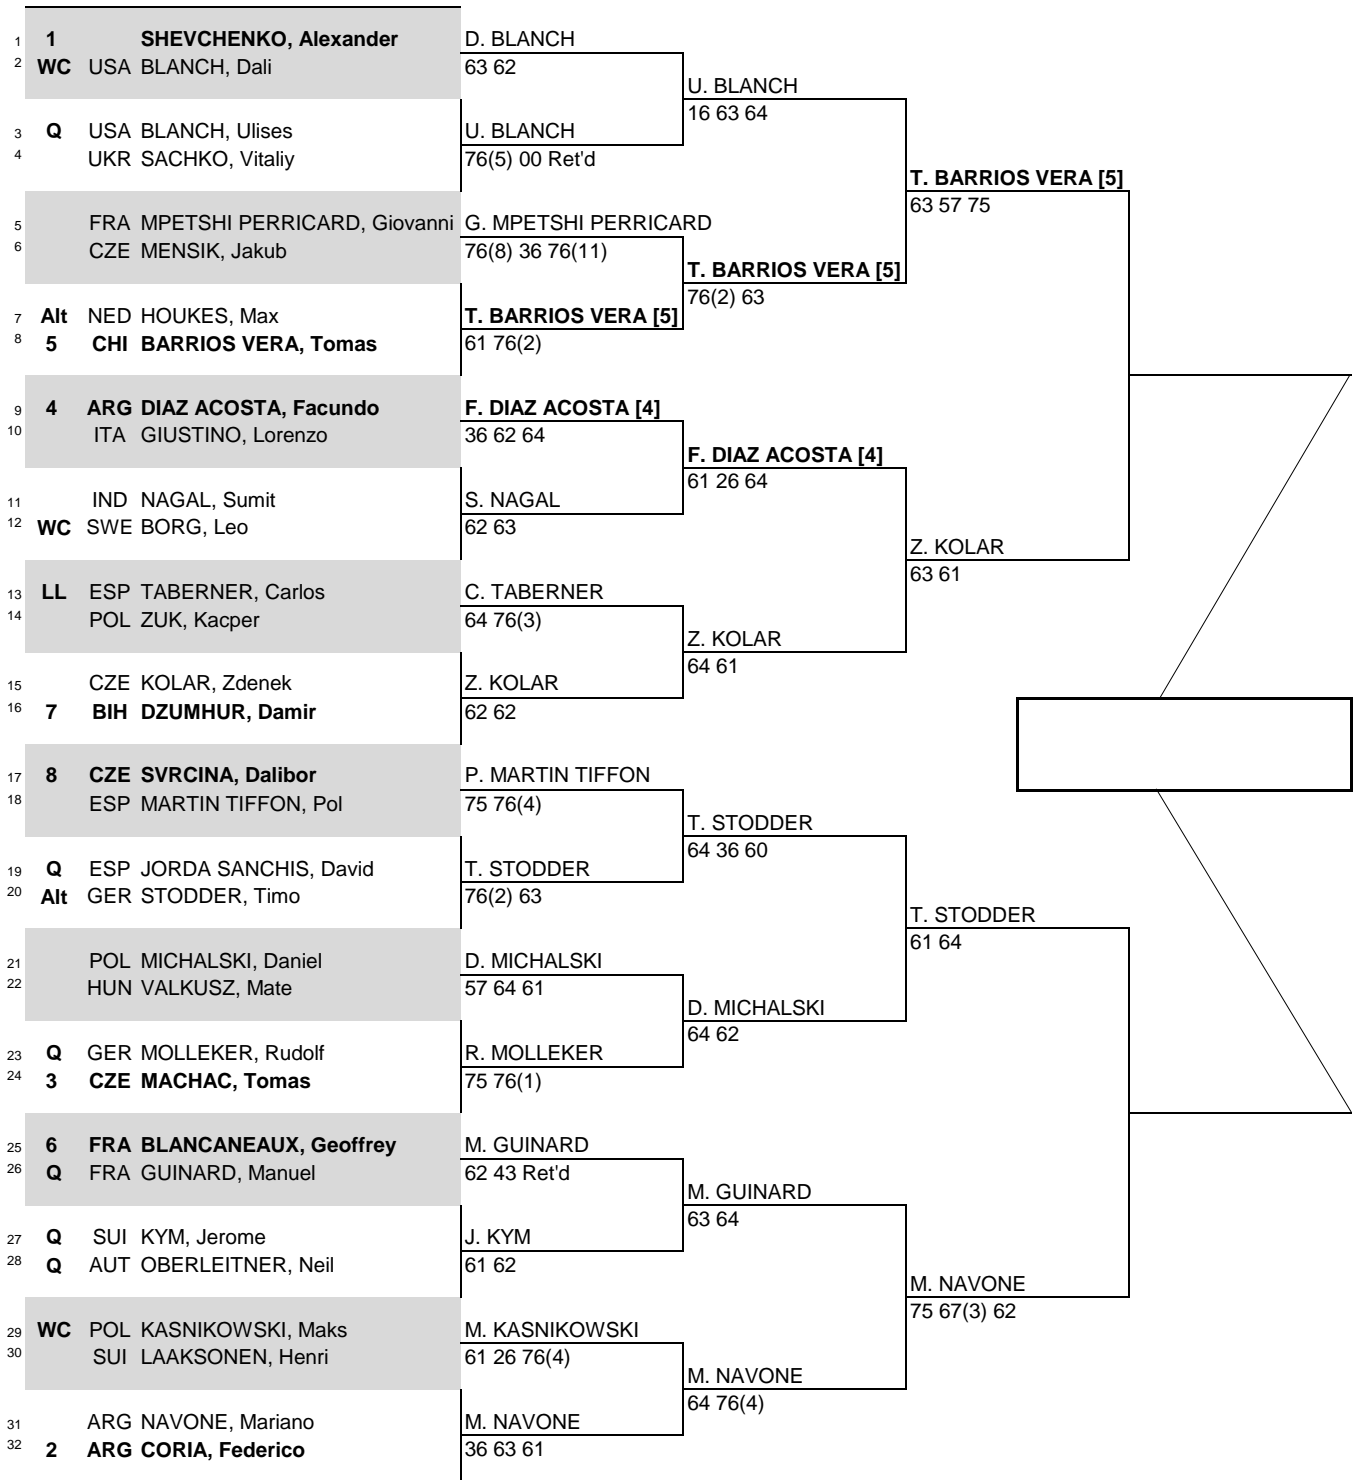 1 1 SHEVCHENKO, Alexander
2 WC USA BLANCH, Dali
3 Q USA BLANCH, Ulises
4 UKR SACHKO, Vitaliy
5 FRA MPETSHI PERRICARD, Giovanni
6 CZE MENSIK, Jakub
7 Alt NED HOUKES, Max
8 5 CHI BARRIOS VERA, Tomas
9 4 ARG DIAZ ACOSTA, Facundo
10 ITA GIUSTINO, Lorenzo
11 IND NAGAL, Sumit
12 WC SWE BORG, Leo
13 LL ESP TABERNER, Carlos
14 POL ZUK, Kacper
15 CZE KOLAR, Zdenek
16 7 BIH DZUMHUR, Damir
17 8 CZE SVRCINA, Dalibor
18 ESP MARTIN TIFFON, Pol
19 Q ESP JORDA SANCHIS, David
20 Alt GER STODDER, Timo
21 POL MICHALSKI, Daniel
22 HUN VALKUSZ, Mate
23 Q GER MOLLEKER, Rudolf
24 3 CZE MACHAC, Tomas
25 6 FRA BLANCANEAUX, Geoffrey
26 Q FRA GUINARD, Manuel
27 Q SUI KYM, Jerome
28 Q AUT OBERLEITNER, Neil
29 WC POL KASNIKOWSKI, Maks
30 SUI LAAKSONEN, Henri
31 ARG NAVONE, Mariano
32 2 ARG CORIA, Federico
D. BLANCH
63 62
U. BLANCH
76(5) 00 Ret'd
G. MPETSHI PERRICARD
76(8) 36 76(11)
T. BARRIOS VERA [5]
61 76(2)
F. DIAZ ACOSTA [4]
36 62 64
S. NAGAL
62 63
C. TABERNER
64 76(3)
Z. KOLAR
62 62
P. MARTIN TIFFON
75 76(4)
T. STODDER
76(2) 63
D. MICHALSKI
57 64 61
R. MOLLEKER
75 76(1)
M. GUINARD
62 43 Ret'd
J. KYM
61 62
M. KASNIKOWSKI
61 26 76(4)
M. NAVONE
36 63 61
U. BLANCH
16 63 64
T. BARRIOS VERA [5]
76(2) 63
F. DIAZ ACOSTA [4]
61 26 64
Z. KOLAR
64 61
T. STODDER
64 36 60
D. MICHALSKI
64 62
M. GUINARD
63 64
M. NAVONE
64 76(4)
T. BARRIOS VERA [5]
63 57 75
Z. KOLAR
63 61
T. STODDER
61 64
M. NAVONE
75 67(3) 62